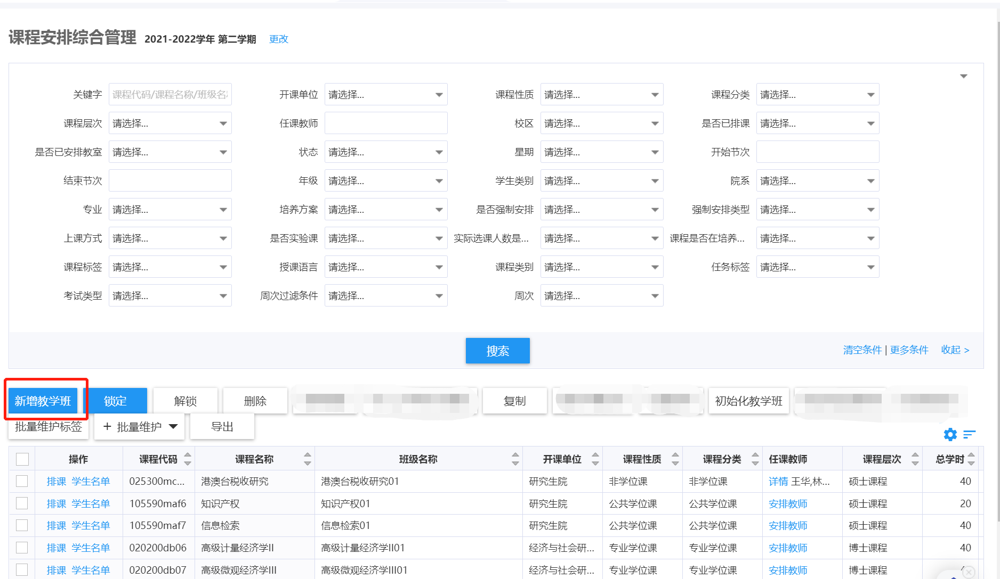 课程安排综合管理 2021-2022学年 第二学期 更改
关键字 课程代码/课程名称/班级名 开课单位 请选择... 课程性质 请选择... 课程分类 请选择...
课程层次 请选择... 任课教师 校区 请选择... 是否已排课 请选择...
是否已安排教室 请选择... 状态 请选择... 星期 请选择... 开始节次
结束节次 年级 请选择... 学生类别 请选择... 院系 请选择...
专业 请选择... 培养方案 请选择... 是否强制安排 请选择... 强制安排类型 请选择...
上课方式 请选择... 是否实验课 请选择... 实际选课人数是... 请选择... 课程是否在培养... 请选择...
课程标签 请选择... 授课语言 请选择... 课程类别 请选择... 任务标签 请选择...
考试类型 请选择... 周次过滤条件 请选择... 周次 请选择...
搜索 清空条件 | 更多条件 收起 >
新增教学班 锁定 解锁 删除 复制 初始化教学班
批量维护标签 + 批量维护 导出
操作 课程代码 课程名称 班级名称 开课单位 课程性质 课程分类 任课教师 课程层次 总学时
排课 学生名单 025300mc... 港澳台税收研究 港澳台税收研究01 研究生院 非学位课 非学位课 详情 王华,林... 硕士课程 40
排课 学生名单 105590maf6 知识产权 知识产权01 研究生院 公共学位课 公共学位课 安排教师 硕士课程 20
排课 学生名单 105590maf7 信息检索 信息检索01 研究生院 公共学位课 公共学位课 安排教师 硕士课程 40
排课 学生名单 020200db06 高级计量经济学II 高级计量经济学II01 经济与社会研... 专业学位课 专业学位课 安排教师 博士课程 40
排课 学生名单 020200db07 高级微观经济学III 高级微观经济学III01 经济与社会研... 专业学位课 专业学位课 安排教师 博士课程